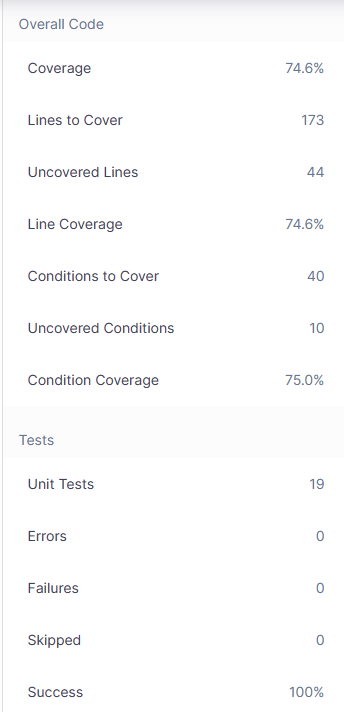 Overall Code
Coverage 74.6%
Lines to Cover 173
Uncovered Lines 44
Line Coverage 74.6%
Conditions to Cover 40
Uncovered Conditions 10
Condition Coverage 75.0%
Tests
Unit Tests 19
Errors 0
Failures 0
Skipped 0
Success 100%